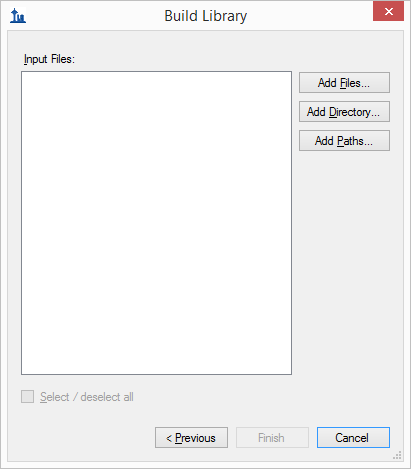 Build Library
Input Files:
Add Files...
Add Directory...
Add Paths...
Select / deselect all
< Previous
Finish
Cancel